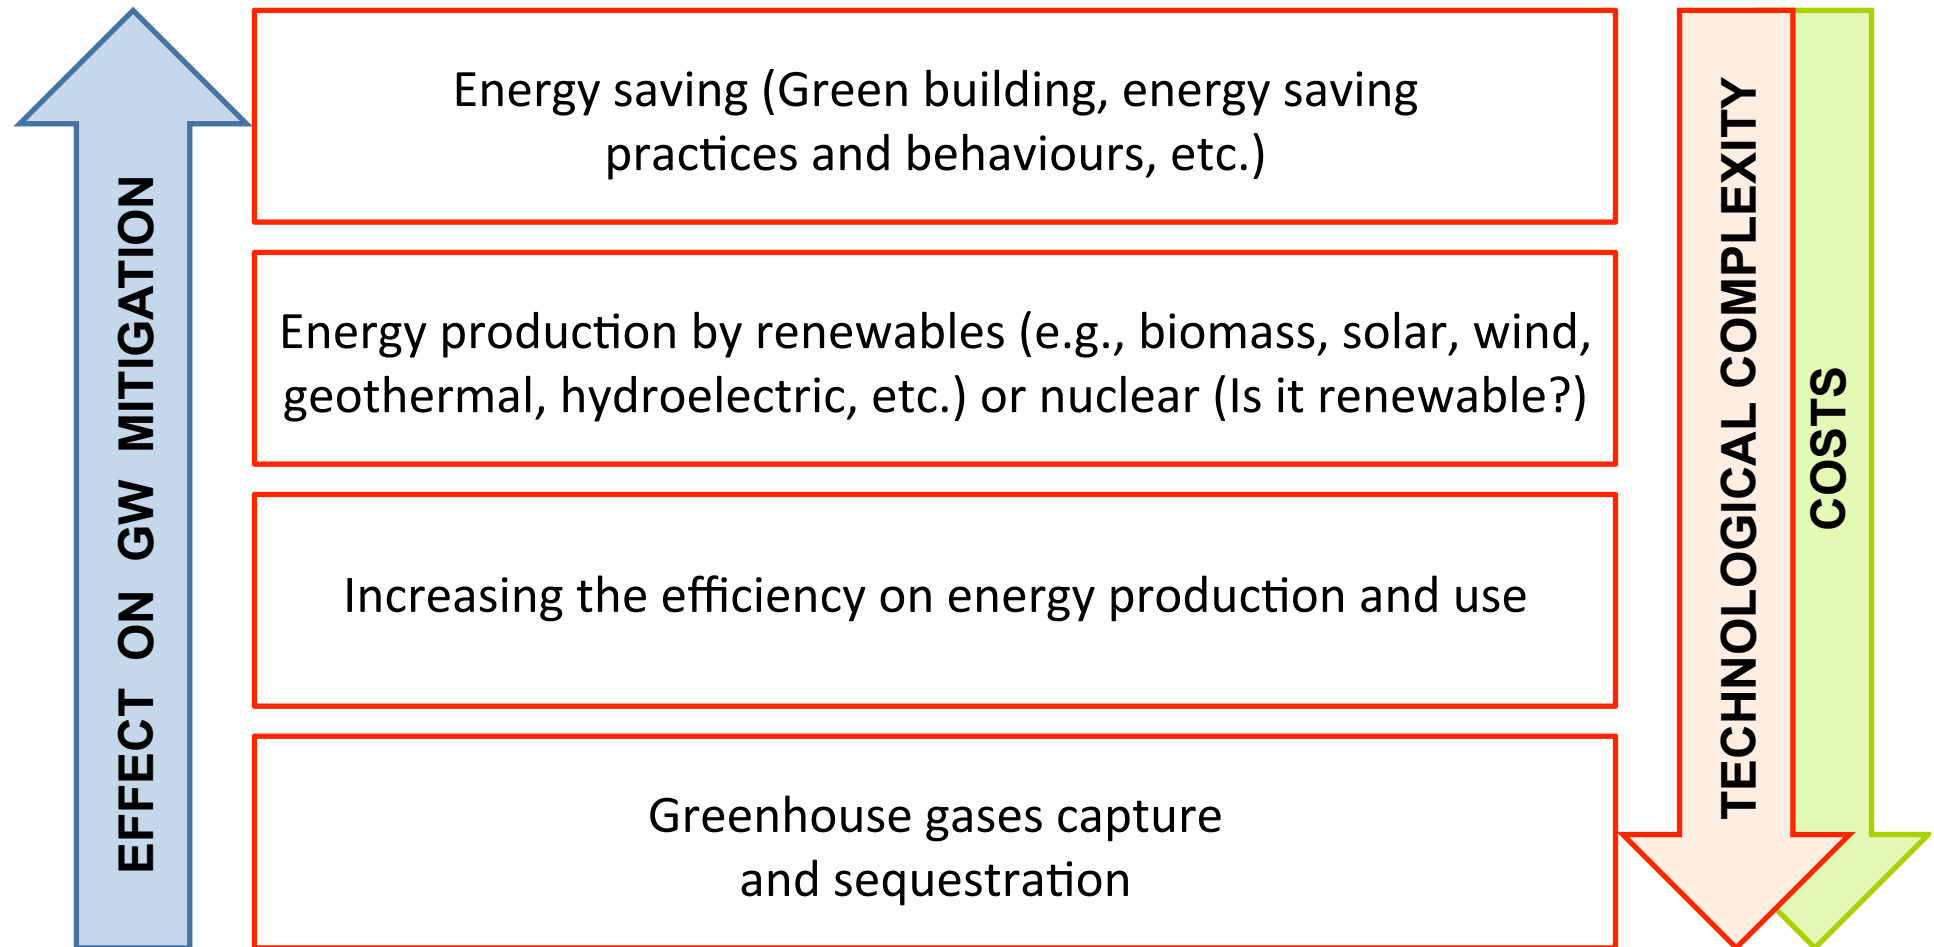 EFFECT ON GW MITIGATION
Energy saving (Green building, energy saving
practices and behaviours, etc.)
Energy production by renewables (e.g., biomass, solar, wind,
geothermal, hydroelectric, etc.) or nuclear (Is it renewable?)
Increasing the efficiency on energy production and use
Greenhouse gases capture
and sequestration
TECHNOLOGICAL COMPLEXITY
COSTS